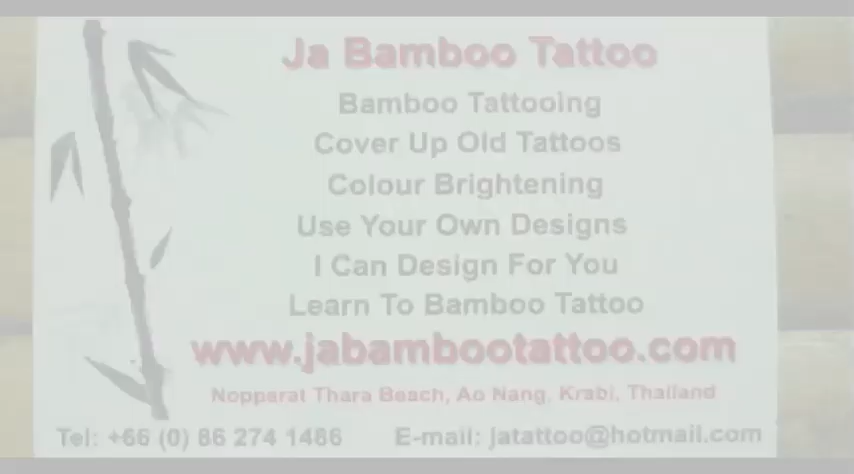 Ja Bamboo Tattoo
Bamboo Tattooing
Cover Up Old Tattoos
Colour Brightening
Use Your Own Designs
I Can Design For You
Learn To Bamboo Tattoo
www.jabambootattoo.com
Nopparat Thara Beach, Ao Nang, Krabi, Thailand
Tel: +66 (0) 86 274 1486 E-mail: jatattoo@hotmail.com